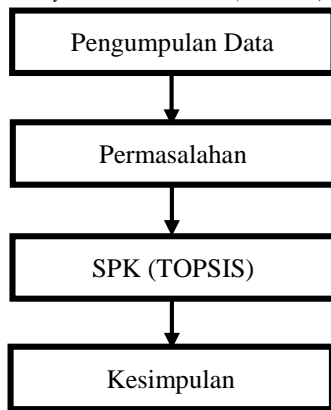 Pengumpulan Data
Permasalahan
SPK (TOPSIS)
Kesimpulan